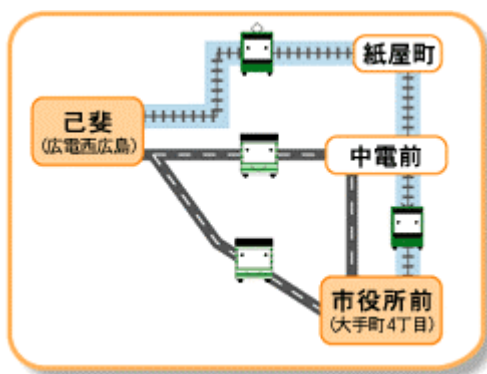 紙屋町
己斐
(広電西広島)
中電前
市役所前
(大手町4丁目)